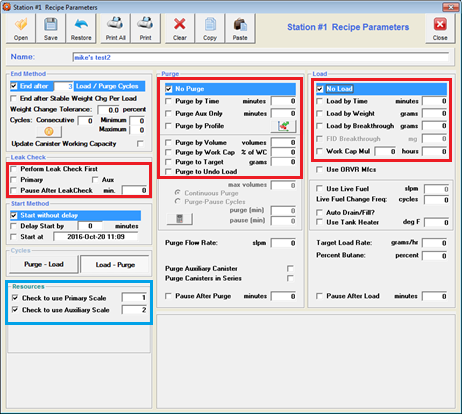 Station #1 Recipe Parameters
Open
Save
Restore
Print All
Print
Clear
Copy
Paste
Station #1 Recipe Parameters
Close
Name: mike's test2
End Method
End after 3 Load / Purge Cycles
End after Stable Weight Chg Per Load
Weight Change Tolerance: 0.0 percent
Cycles: Consecutive 0 Minimum 0
Maximum 0
Update Canister Working Capacity
Leak Check
Perform Leak Check First
Primary Aux
Pause After LeakCheck min. 0
Start Method
Start without delay
Delay Start by 0 minutes
Start at 2016-Oct-20 11:09
Cycles
Purge - Load
Load - Purge
Resources
Check to use Primary Scale 1
Check to use Auxiliary Scale 2
Purge
No Purge
Purge by Time minutes 0
Purge Aux Only minutes 0
Purge by Profile
Purge by Volume volumes 0
Purge by Work Cap % of WC 0
Purge to Target grams 0
Purge to Undo Load
max volumes 0
Continuous Purge
Purge-Pause Cycles
purge (min) 0
pause (min) 0
Purge Flow Rate: slpm 0
Purge Auxiliary Canister
Purge Canisters in Series
Pause After Purge minutes 0
Load
No Load
Load by Time minutes 0
Load by Weight grams 0
Load by Breakthrough grams 0
FID Breakthrough mg 0
Work Cap Mul 0 hours 0
Use ORVR Mfcs
Use Live Fuel slpm 0
Live Fuel Change Freq: cycles 0
Auto Drain/Fill?
Use Tank Heater deg F 0
Target Load Rate: grams/hr 0
Percent Butane: percent 0
Pause After Load minutes 0